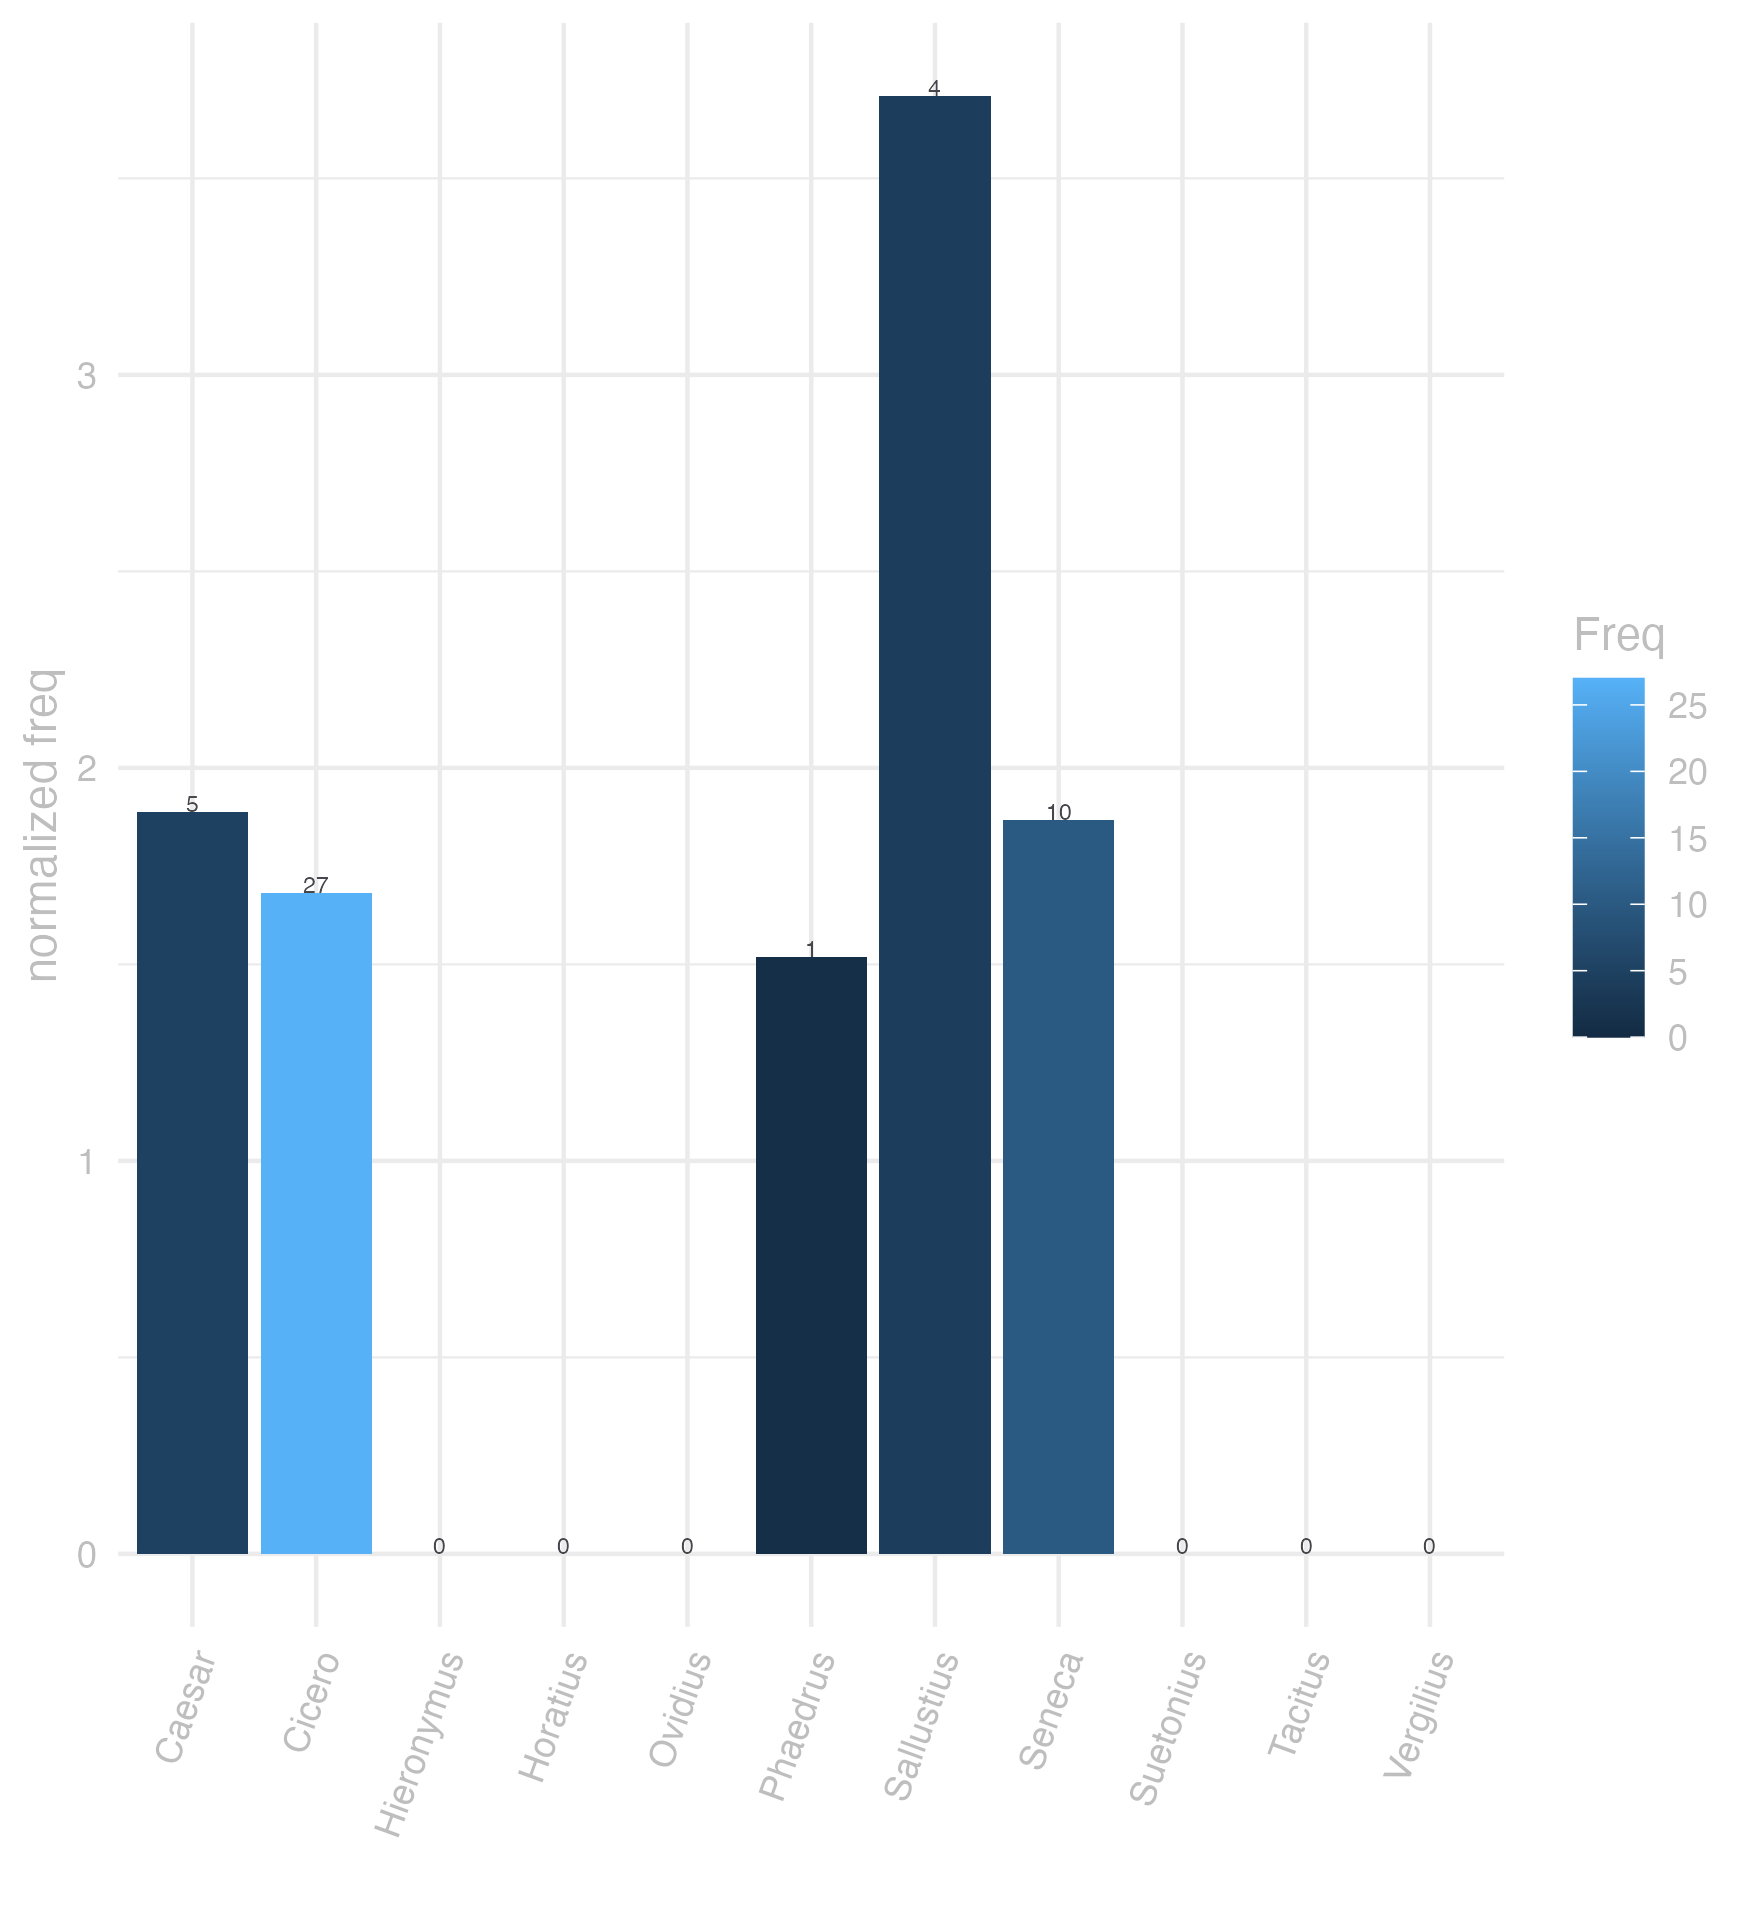 4
3
2
1
0
normalized freq
5
27
0
0
0
1
10
0
0
0
Caesar
Cicero
Hieronymus
Horatius
Ovidius
Phaedrus
Sallustius
Seneca
Suetonius
Tacitus
Vergilius
Freq
25
20
15
10
5
0